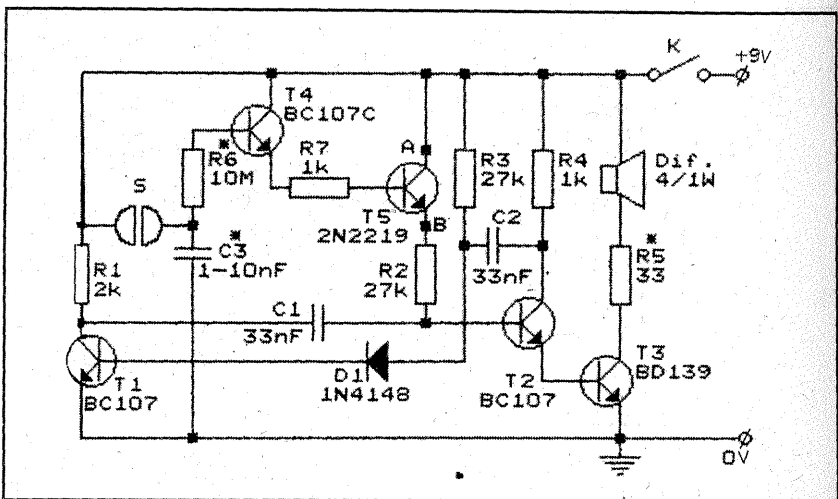 K
+9V
T4
BC107C
A
R7
1k
*
R6
10M
R3
27k
R4
1k
Dif.
4/1W
S
T5
2N2219
B
C2
33nF
*
C3
1-10nF
R1
2k
R2
27k
*
R5
33
C1
33nF
D1
1N4148
T1
BC107
T2
BC107
T3
BD139
0V